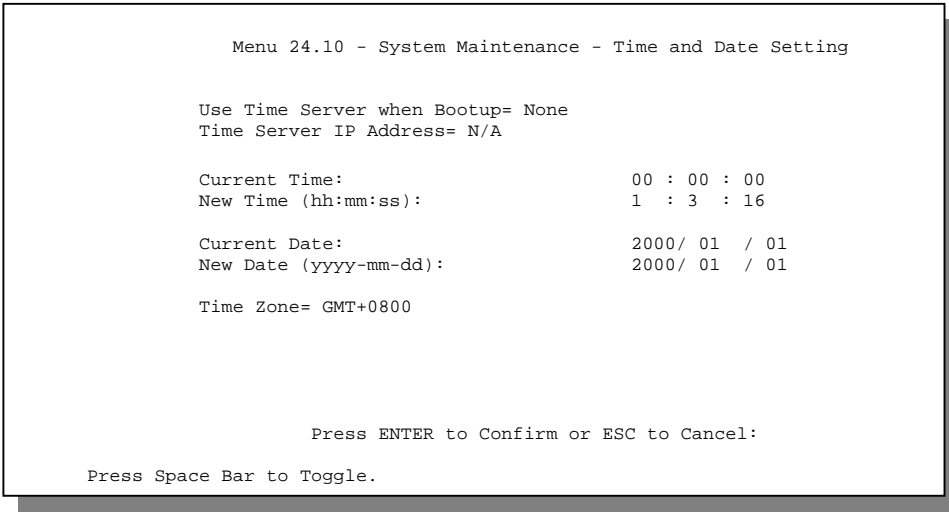 Menu 24.10 - System Maintenance - Time and Date Setting
Use Time Server when Bootup= None
Time Server IP Address= N/A
Current Time: 00 : 00 : 00
New Time (hh:mm:ss): 1 : 3 : 16
Current Date: 2000/ 01 / 01
New Date (yyyy-mm-dd): 2000/ 01 / 01
Time Zone= GMT+0800
Press ENTER to Confirm or ESC to Cancel:
Press Space Bar to Toggle.